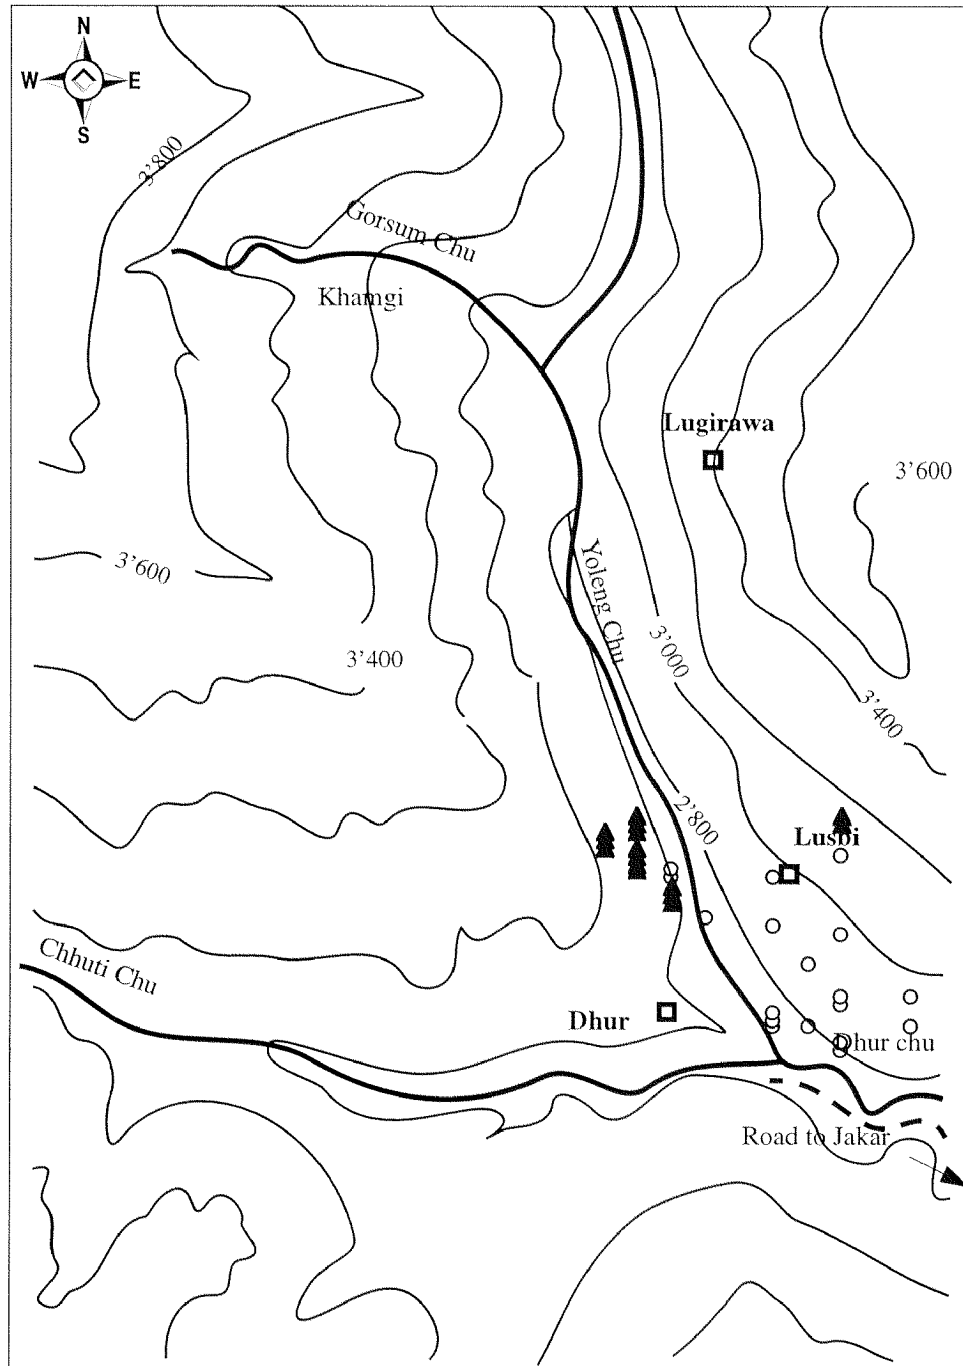 N
W E
S
3'800
Gorsum Chu
Khamgi
Lugirawa
3'600
3'600
Yoleng Chu
3'000
3'400
3'400
2'800
Lusbi
Chhuti Chu
Dhur
Dhur chu
Road to Jakar